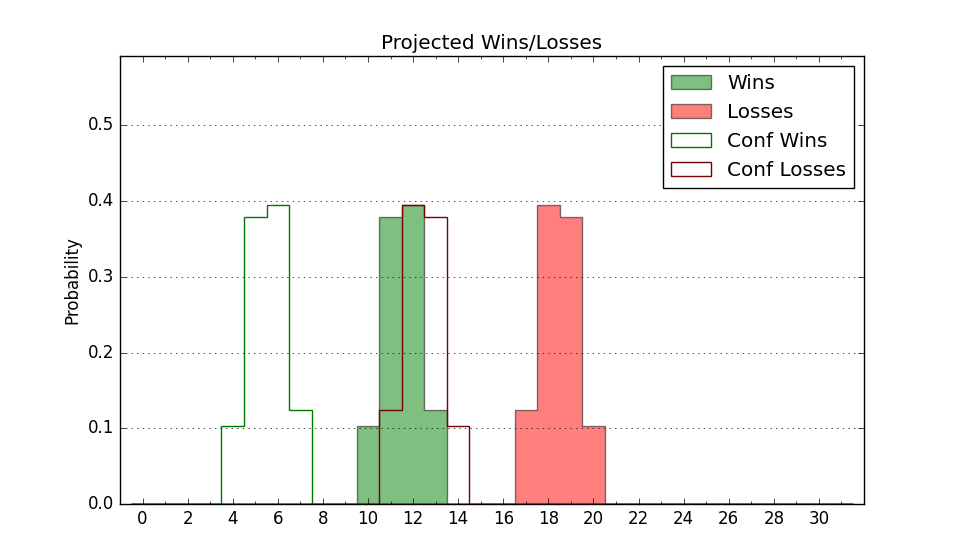 Projected Wins/Losses
Wins
Losses
Conf Wins
Conf Losses
Probability
0.5
0.4
0.3
0.2
0.1
0.0
0 2 4 6 8 10 12 14 16 18 20 22 24 26 28 30